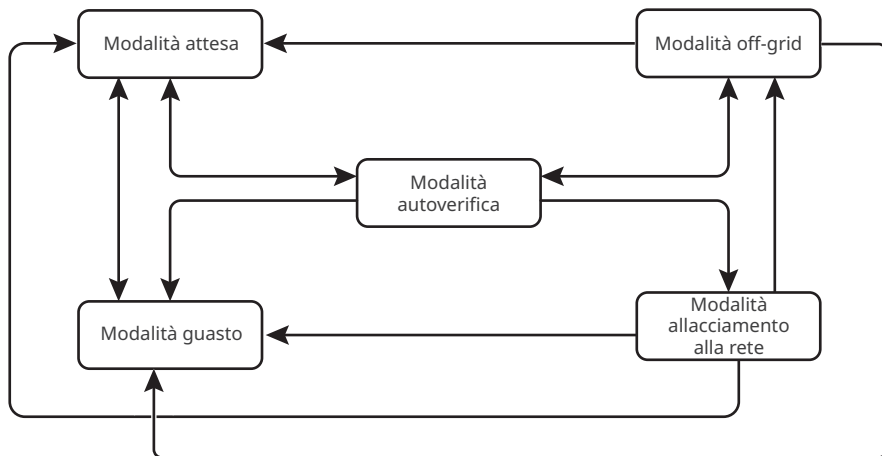 Modalità attesa
Modalità off-grid
Modalità
autoverifica
Modalità guasto
Modalità
allacciamento
alla rete